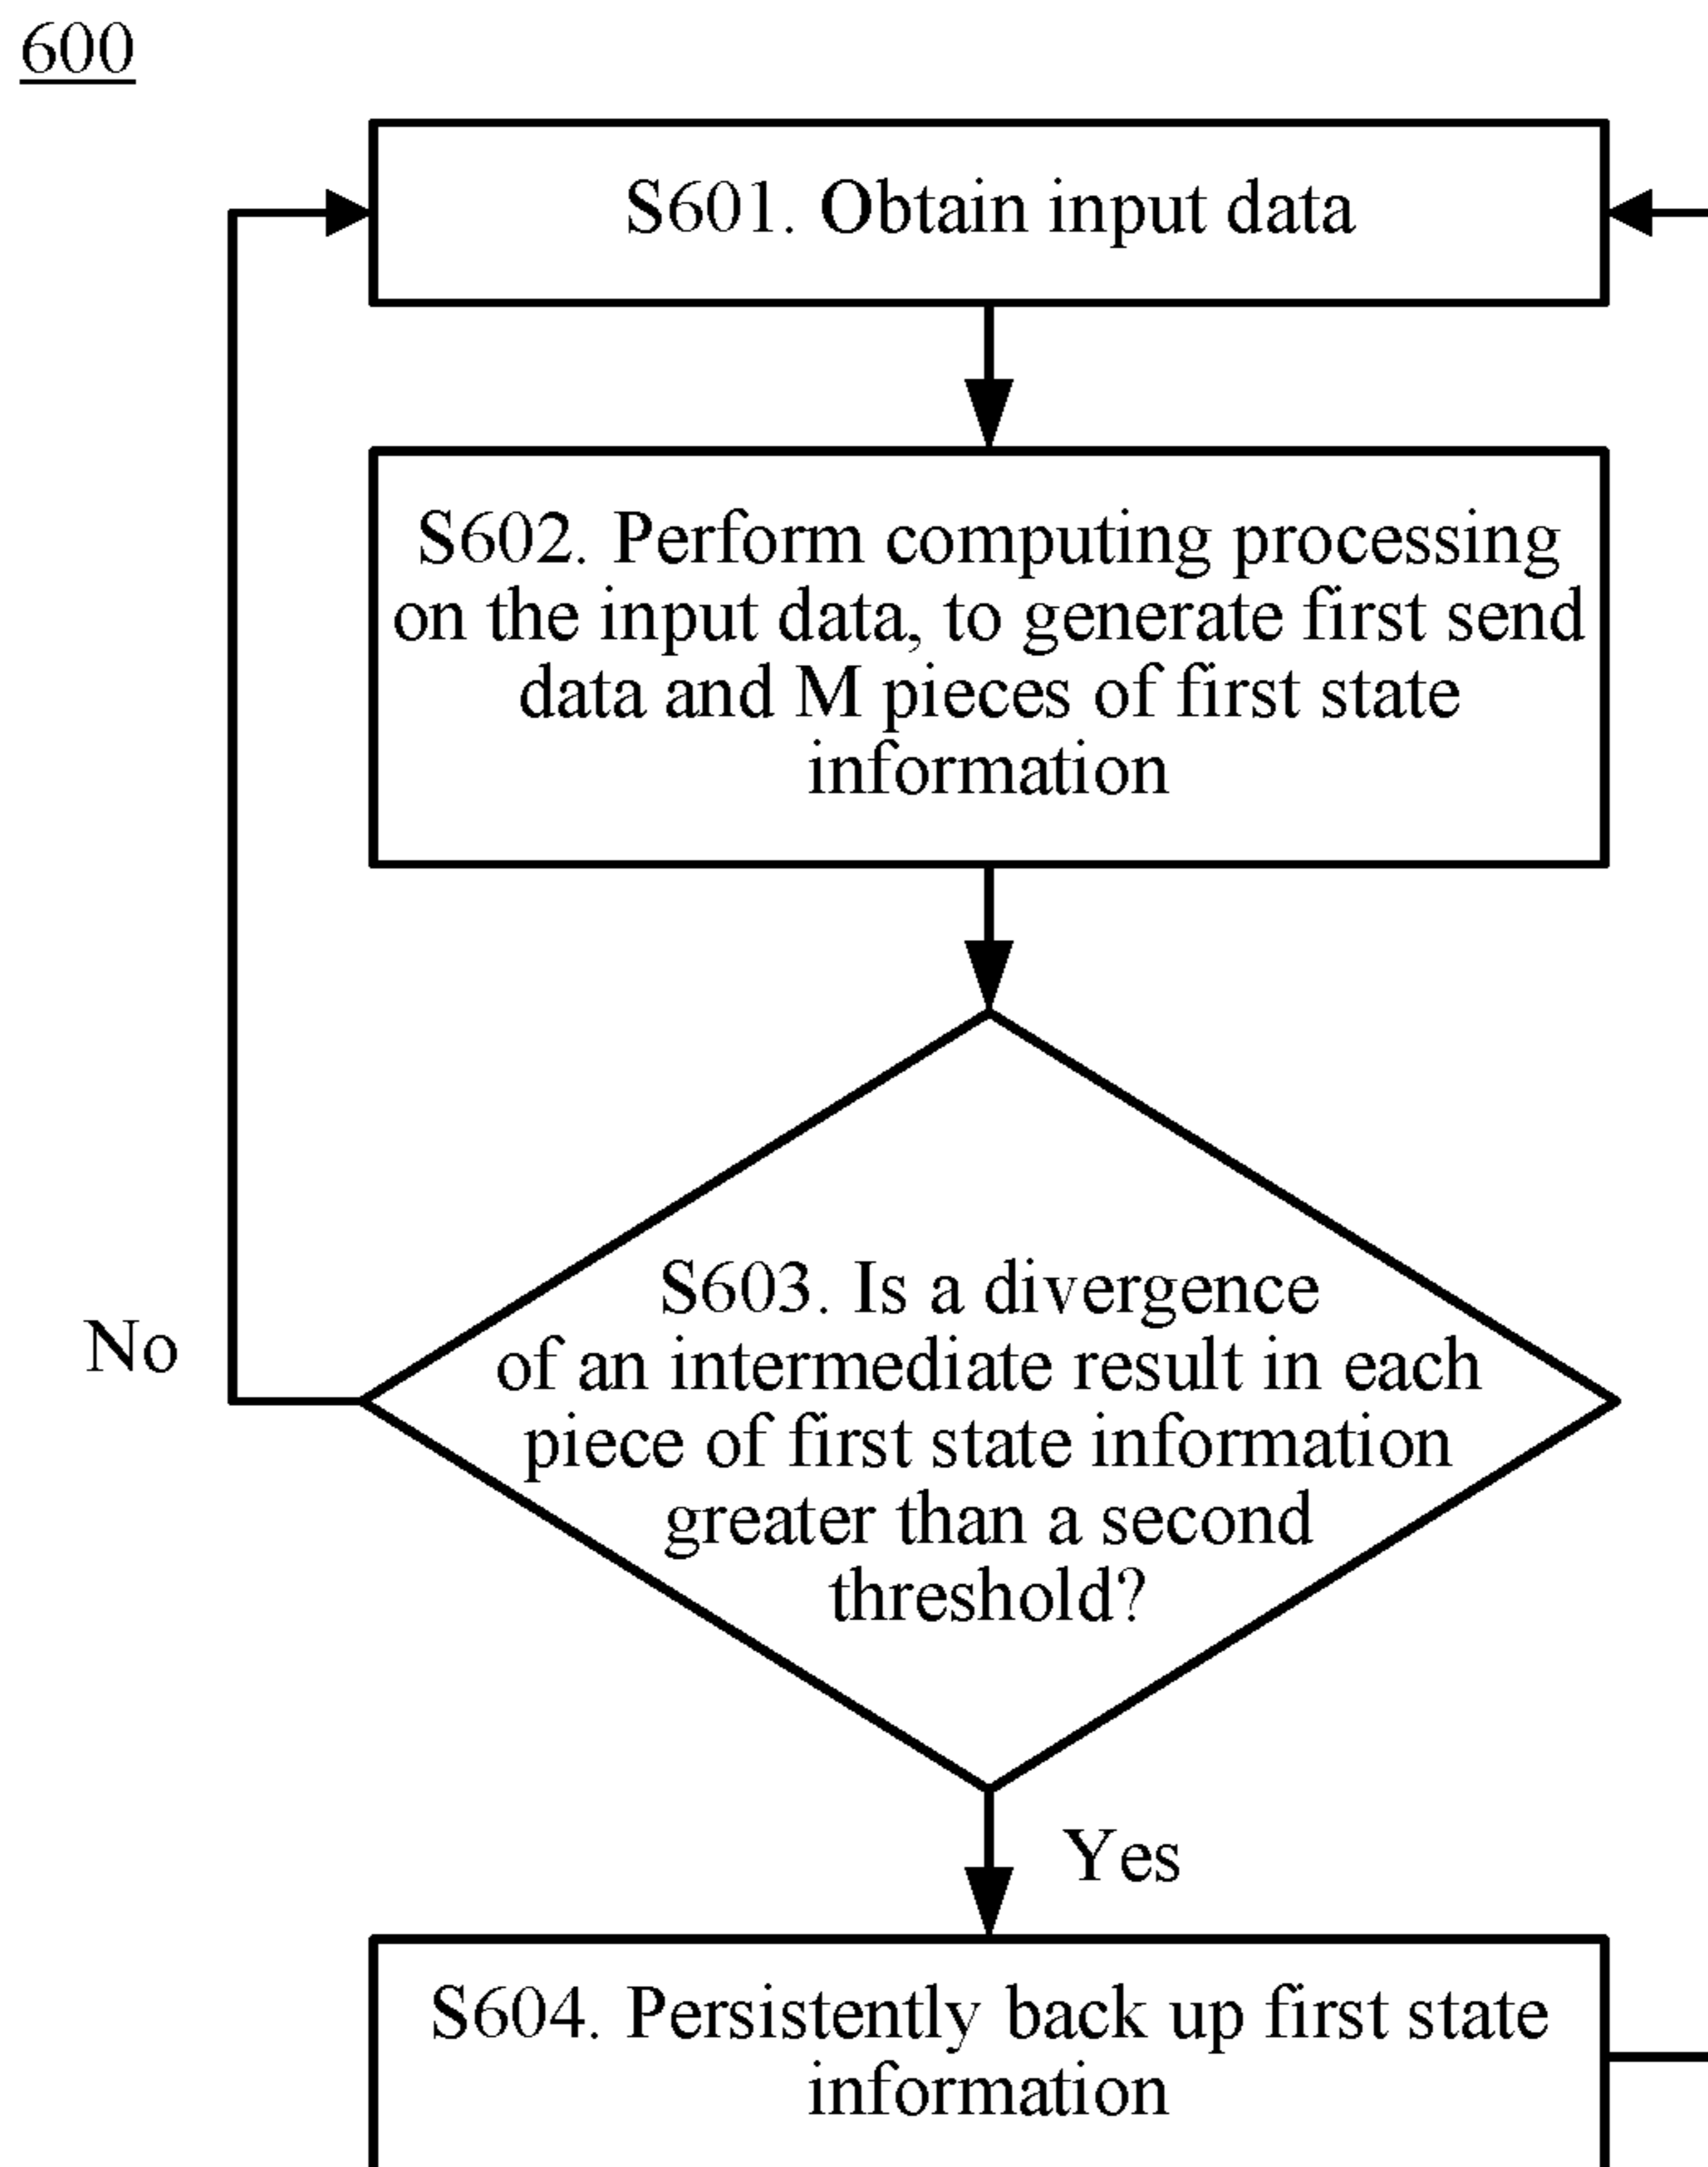 600
S601. Obtain input data
S602. Perform computing processing
on the input data, to generate first send
data and M pieces of first state
information
S603. Is a divergence
of an intermediate result in each
piece of first state information
greater than a second
threshold?
No
Yes
S604. Persistently back up first state
information